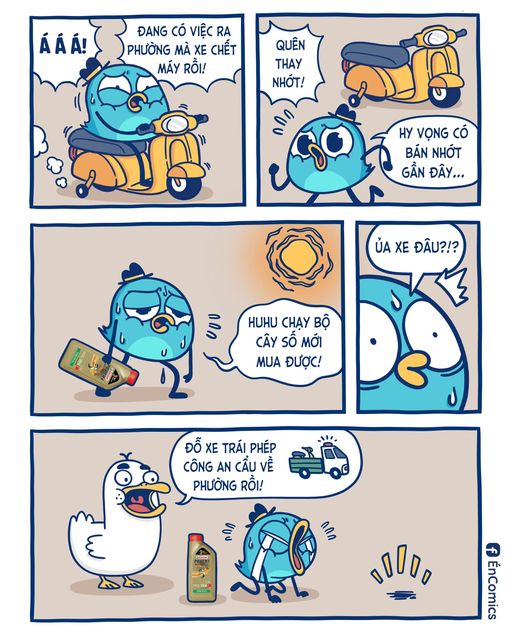 Á Á Á!
ĐANG CÓ VIỆC RA
PHƯỜNG MÀ XE CHẾT
MÁY RỒI!
QUÊN
THAY
NHỚT!
HY VỌNG CÓ
BÁN NHỚT
GẦN ĐÂY...
HUHU CHẠY BỘ
CÂY SỐ MỚI
MUA ĐƯỢC!
ỦA XE ĐÂU?!?
ĐỖ XE TRÁI PHÉP
CÔNG AN CẨU VỀ
PHƯỜNG RỒI!
ÉnComics